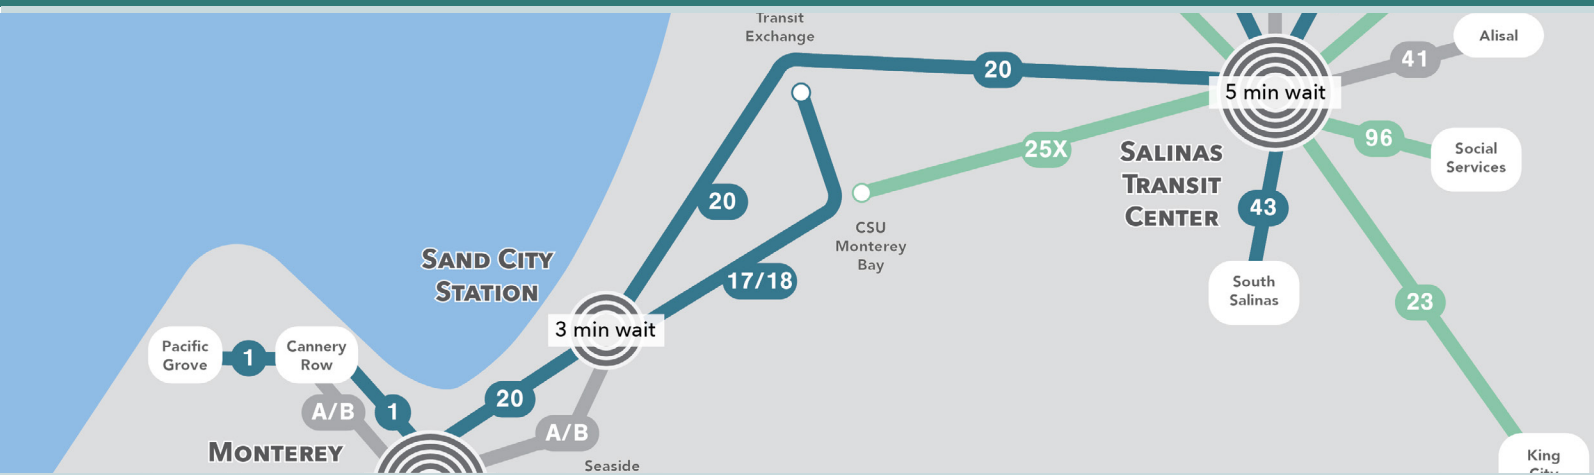 Transit
Exchange
20
41
Alisal
5 min wait
25X
SALINAS
TRANSIT
CENTER
96
Social
Services
20
43
CSU
Monterey
Bay
SAND CITY
STATION
17/18
South
Salinas
23
3 min wait
Pacific
Grove
1
Cannery
Row
A/B
1
20
A/B
MONTEREY
Seaside
King
City